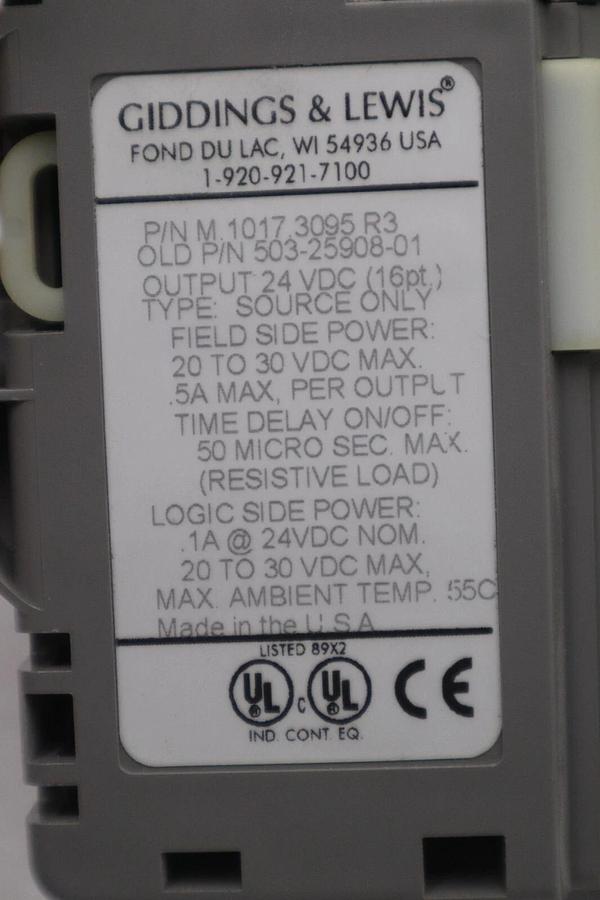 GIDDINGS & LEWIS®
FOND DU LAC, WI 54936 USA
1-920-921-7100
P/N M.1017.3095 R3
OLD P/N 503-25908-01
OUTPUT 24 VDC (16pt.)
TYPE: SOURCE ONLY
FIELD SIDE POWER:
20 TO 30 VDC MAX.
.5A MAX, PER OUTPUT
TIME DELAY ON/OFF:
50 MICRO SEC. MAX.
(RESISTIVE LOAD)
LOGIC SIDE POWER:
.1A @ 24VDC NOM.
20 TO 30 VDC MAX,
MAX. AMBIENT TEMP. 55C
Made in the U.S.A
LISTED 89X2
UL® C UL® CE
IND. CONT. EQ.